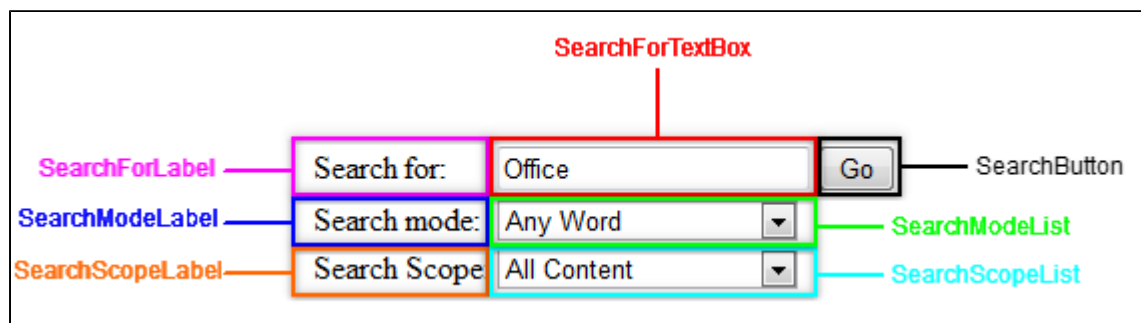 SearchForTextBox
SearchForLabel Search for: Office Go SearchButton
SearchModeLabel Search mode: Any Word SearchModeList
SearchScopeLabel Search Scope All Content SearchScopeList